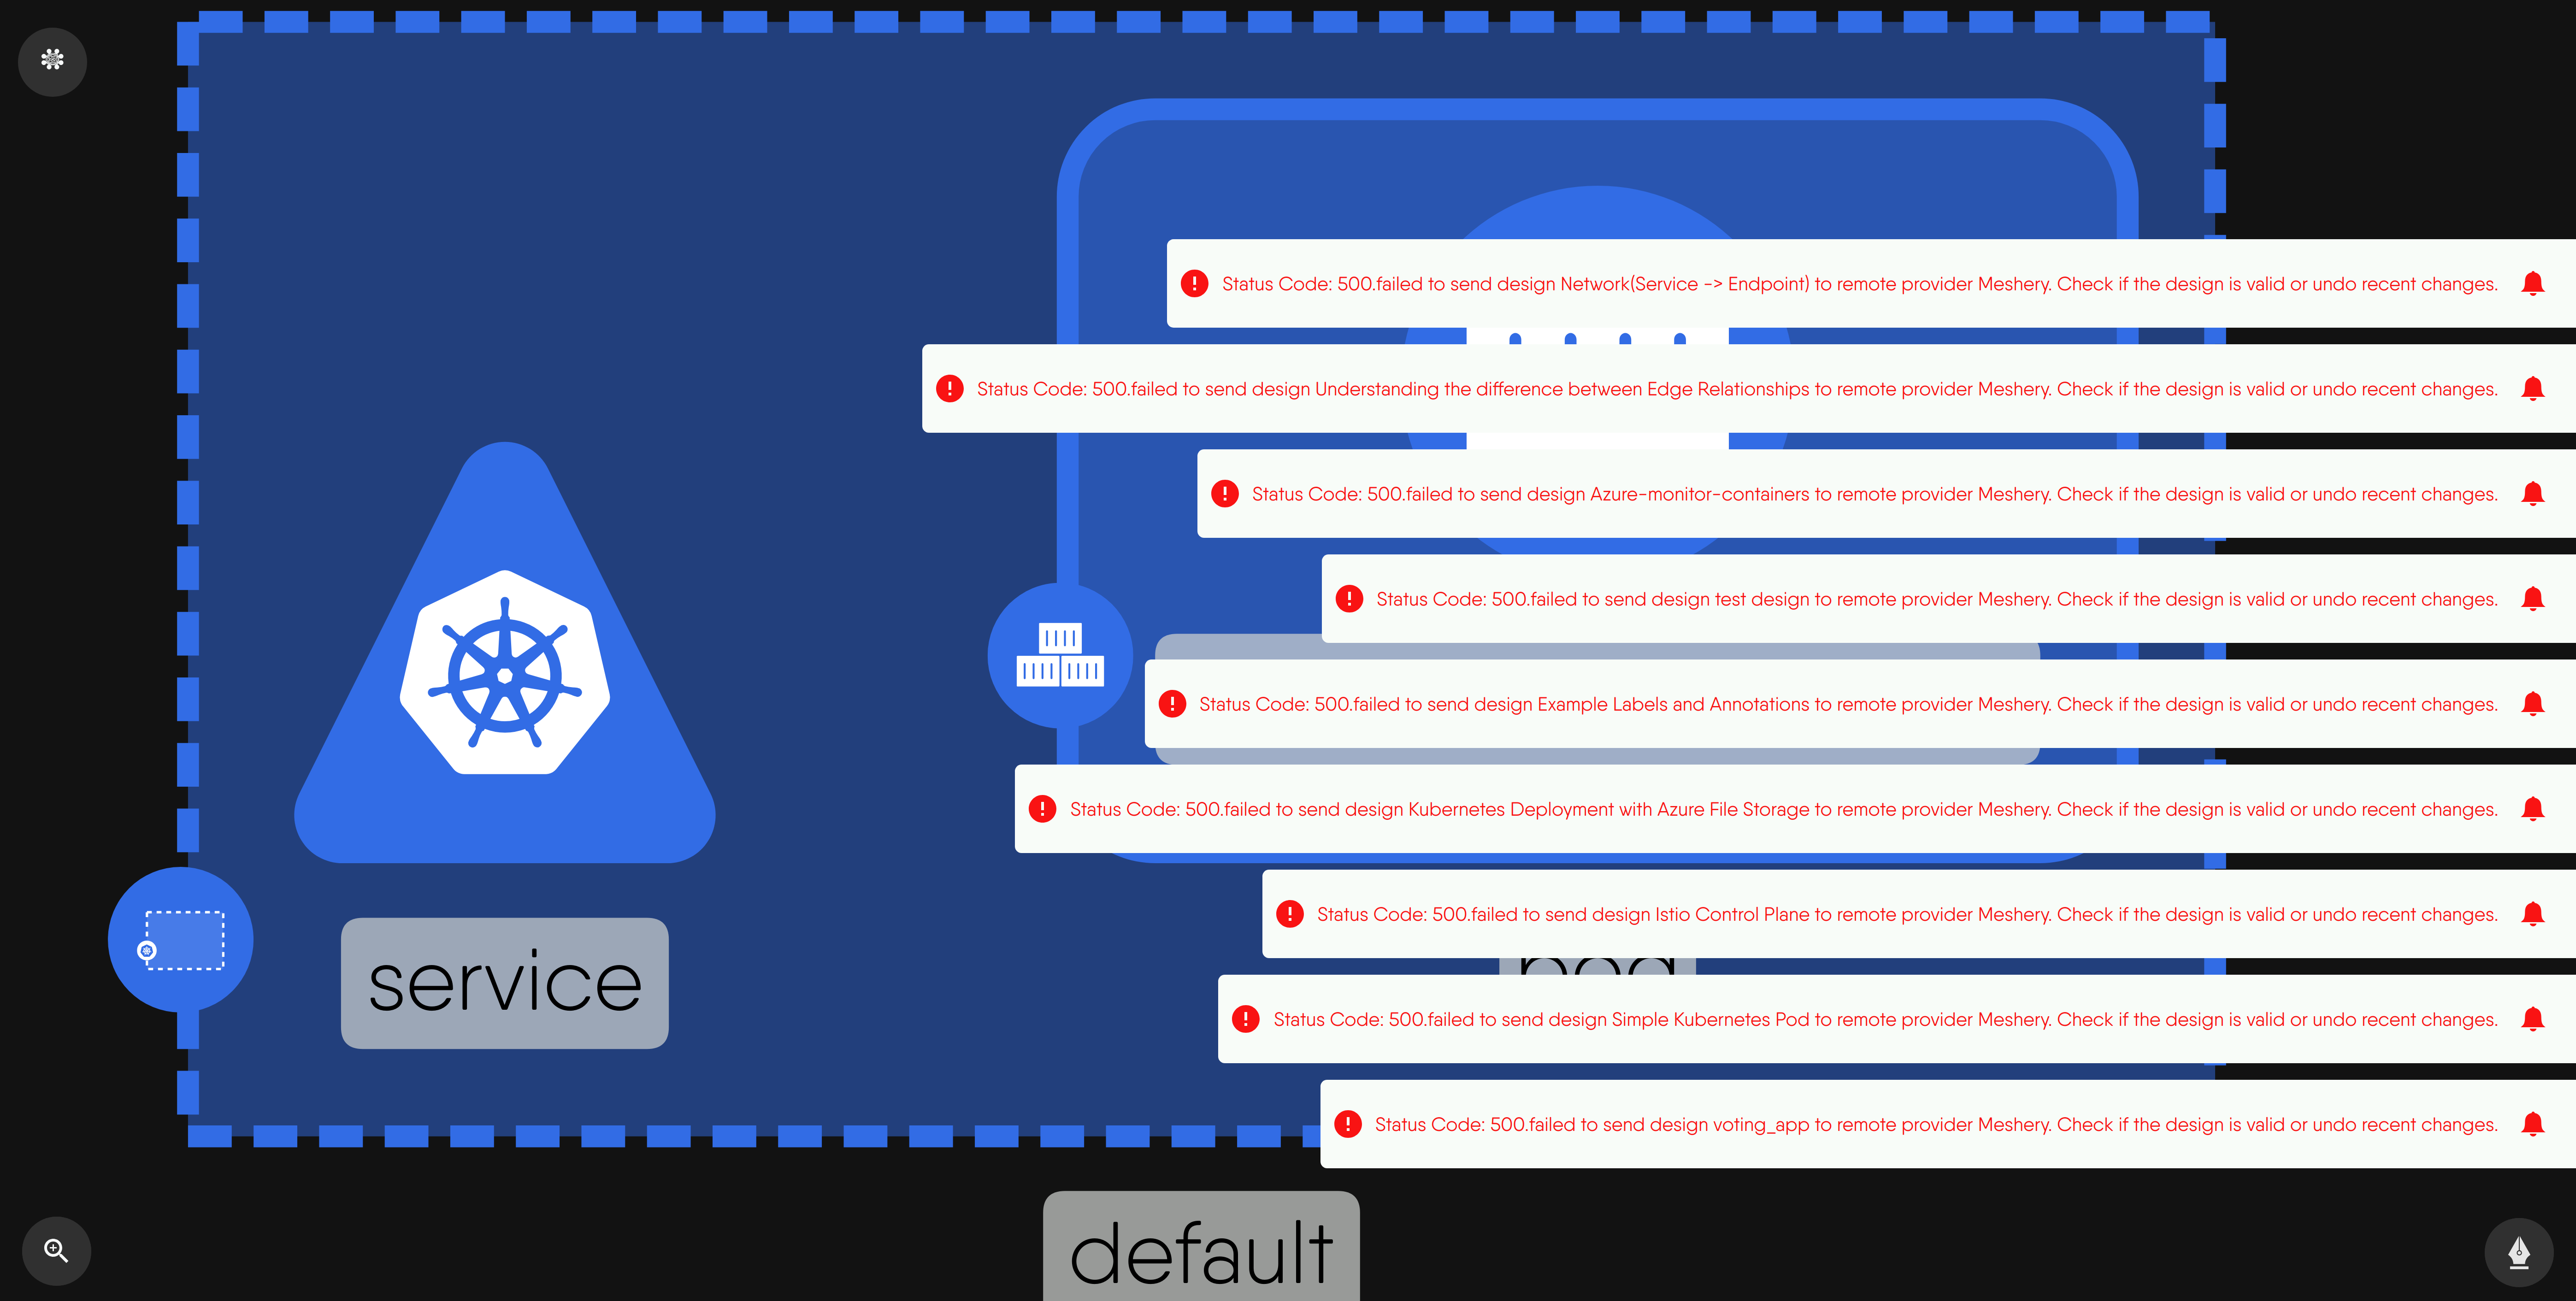 Status Code: 500.failed to send design Network(Service -> Endpoint) to remote provider Meshery. Check if the design is valid or undo recent changes.
Status Code: 500.failed to send design Understanding the difference between Edge Relationships to remote provider Meshery. Check if the design is valid or undo recent changes.
Status Code: 500.failed to send design Azure-monitor-containers to remote provider Meshery. Check if the design is valid or undo recent changes.
Status Code: 500.failed to send design test design to remote provider Meshery. Check if the design is valid or undo recent changes.
Status Code: 500.failed to send design Example Labels and Annotations to remote provider Meshery. Check if the design is valid or undo recent changes.
Status Code: 500.failed to send design Kubernetes Deployment with Azure File Storage to remote provider Meshery. Check if the design is valid or undo recent changes.
Status Code: 500.failed to send design Istio Control Plane to remote provider Meshery. Check if the design is valid or undo recent changes.
service
Status Code: 500.failed to send design Simple Kubernetes Pod to remote provider Meshery. Check if the design is valid or undo recent changes.
Status Code: 500.failed to send design voting_app to remote provider Meshery. Check if the design is valid or undo recent changes.
default